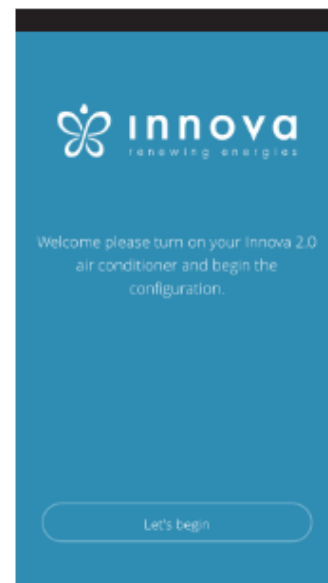 innova
renewing energies
Welcome please turn on your Innova 2.0
air conditioner and begin the
configuration.
Let's begin